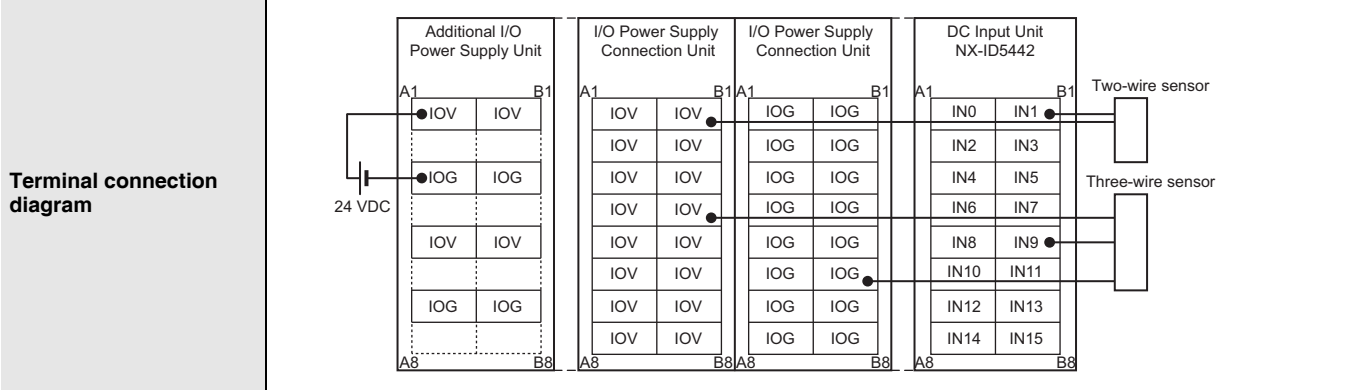 Terminal connection
diagram
Additional I/O
Power Supply Unit
I/O Power Supply
Connection Unit
I/O Power Supply
Connection Unit
DC Input Unit
NX-ID5442
Two-wire sensor
A1 B1 A1 B1 A1 B1 A1 B1
IOV IOV IOV IOV IOG IOG IN0 IN1
IOV IOV IOG IOG IN2 IN3
IOG IOG IOV IOV IOG IOG IN4 IN5
Three-wire sensor
24 VDC
IOV IOV IOG IOG IN6 IN7
IOV IOV IOV IOV IOG IOG IN8 IN9
IOV IOV IOG IOG IN10 IN11
IOG IOG IOV IOV IOG IOG IN12 IN13
IOV IOV IOG IOG IN14 IN15
A8 B8 A8 B8 A8 B8 A8 B8